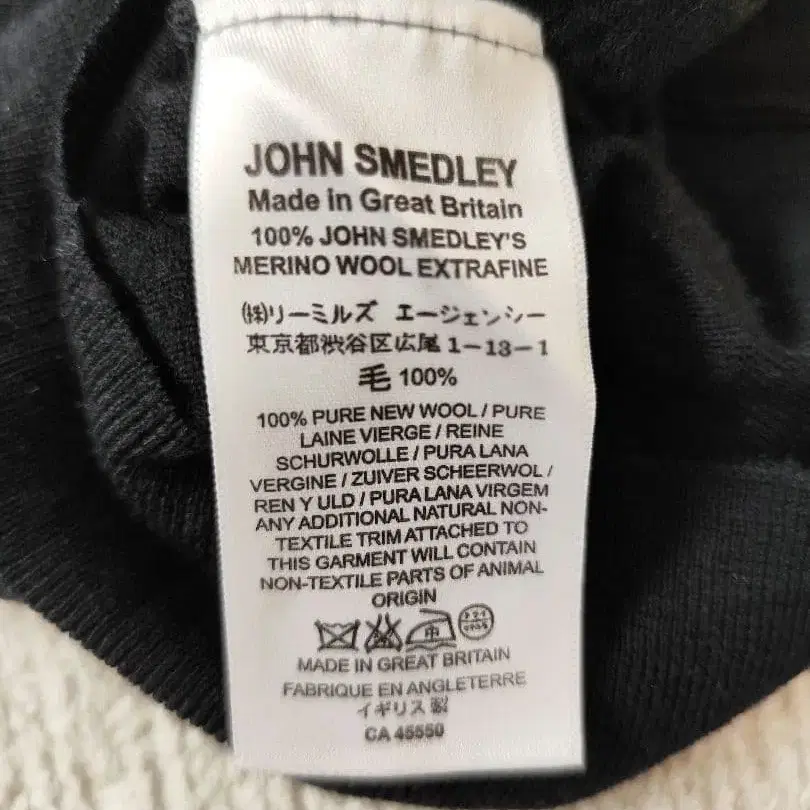 JOHN SMEDLEY
Made in Great Britain
100% JOHN SMEDLEY'S
MERINO WOOL EXTRAFINE
㈱リーミルズ エージェンシー
東京都渋谷区広尾1-13-1
毛 100%
100% PURE NEW WOOL / PURE
LAINE VIERGE / REINE
SCHURWOLLE / PURA LANA
VERGINE / ZUIVER SCHEERWOL /
REN Y ULD / PURA LANA VIRGEM
ANY ADDITIONAL NATURAL NON-
TEXTILE TRIM ATTACHED TO
THIS GARMENT WILL CONTAIN
NON-TEXTILE PARTS OF ANIMAL
ORIGIN
中
MADE IN GREAT BRITAIN
FABRIQUE EN ANGLETERRE
イギリス製
CA 45550